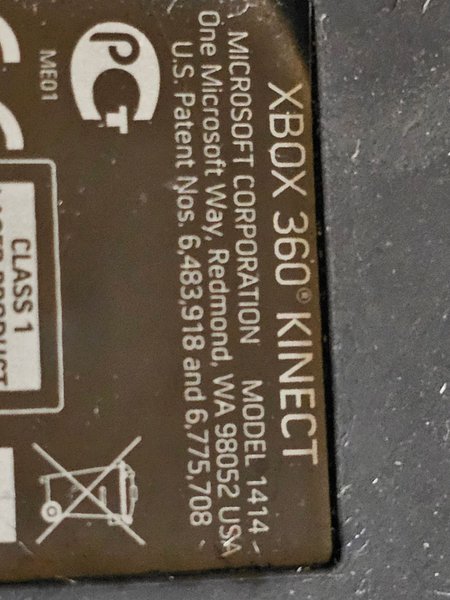 XBOX 360® KINECT
MICROSOFT CORPORATION MODEL 1414
One Microsoft Way, Redmond, WA 98052 USA
U.S. Patent Nos. 6,483,918 and 6,775,708
PCT
ME01
CLASS 1